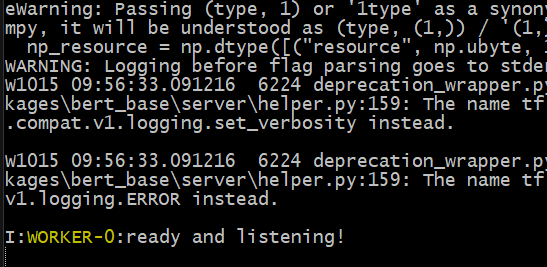 eWarning: Passing (type, 1) or '1type' as a synony
mpy, it will be understood as (type, (1,)) / '(1,
np_resource = np.dtype([("resource", np.ubyte,
WARNING: Logging before flag parsing goes to stde
W1015 09:56:33.091216  6224 deprecation_wrapper.py
kages\bert_base\server\helper.py:159: The name tf
.compat.v1.logging.set_verbosity instead.
W1015 09:56:33.091216  6224 deprecation_wrapper.py
kages\bert_base\server\helper.py:159: The name tf
v1.logging.ERROR instead.
I:WORKER-0:ready and listening!